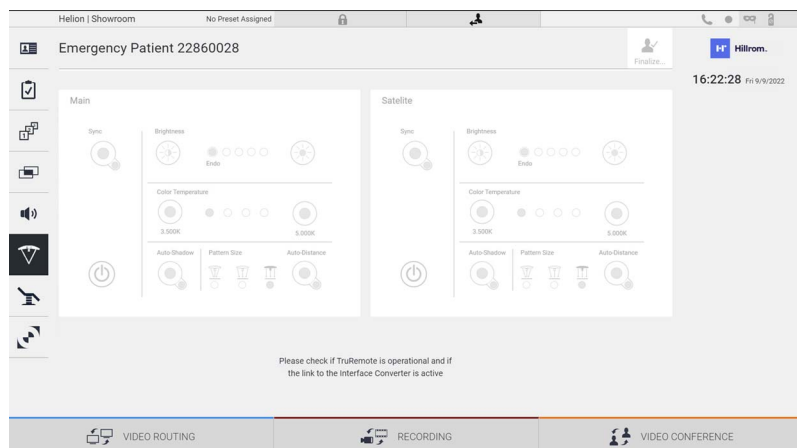 Helion | Showroom
No Preset Assigned
Emergency Patient 22860028
Finalize...
H Hillrom.
16:22:28 Fri 9/9/2022
Main
Sync
Brightness
Endo
Color Temperature
3.500K
5.000K
Auto-Shadow
Pattern Size
Auto-Distance
Satelite
Sync
Brightness
Endo
Color Temperature
3.500K
5.000K
Auto-Shadow
Pattern Size
Auto-Distance
Please check if TruRemote is operational and if
the link to the Interface Converter is active
VIDEO ROUTING
RECORDING
VIDEO CONFERENCE